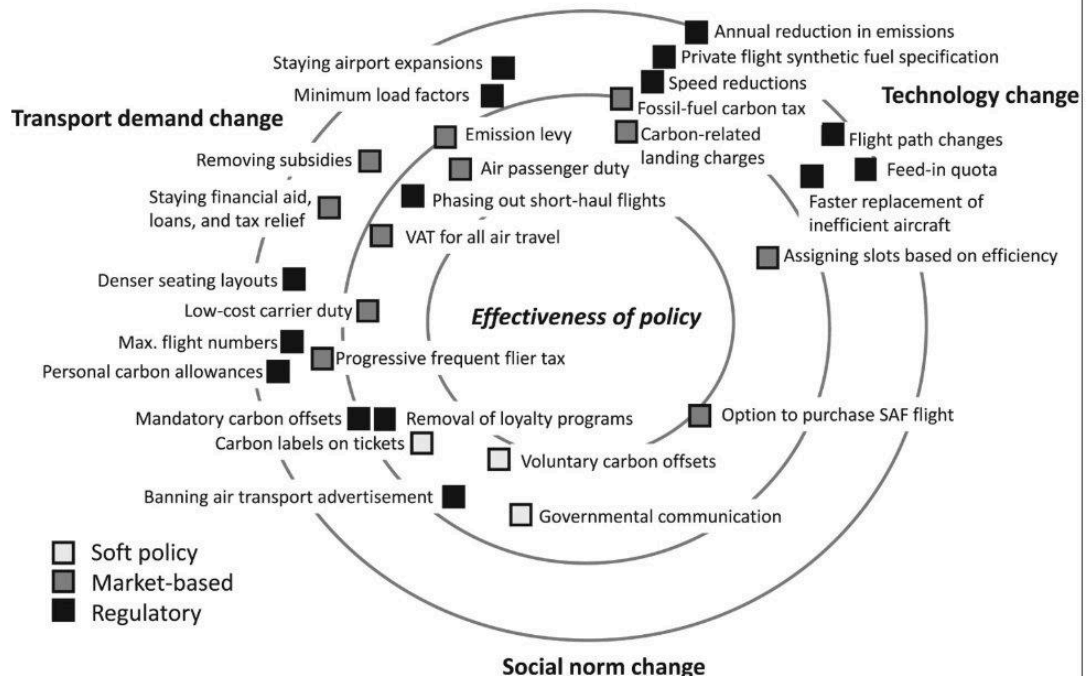 Annual reduction in emissions
Staying airport expansions
Private flight synthetic fuel specification
Speed reductions
Minimum load factors
Technology change
Fossil-fuel carbon tax
Transport demand change
Emission levy
Carbon-related
landing charges
Flight path changes
Removing subsidies
Air passenger duty
Feed-in quota
Staying financial aid,
loans, and tax relief
Phasing out short-haul flights
Faster replacement of
inefficient aircraft
VAT for all air travel
Assigning slots based on efficiency
Denser seating layouts
Low-cost carrier duty
Effectiveness of policy
Max. flight numbers
Progressive frequent flier tax
Personal carbon allowances
Mandatory carbon offsets
Removal of loyalty programs
Option to purchase SAF flight
Carbon labels on tickets
Voluntary carbon offsets
Banning air transport advertisement
Governmental communication
Soft policy
Market-based
Regulatory
Social norm change